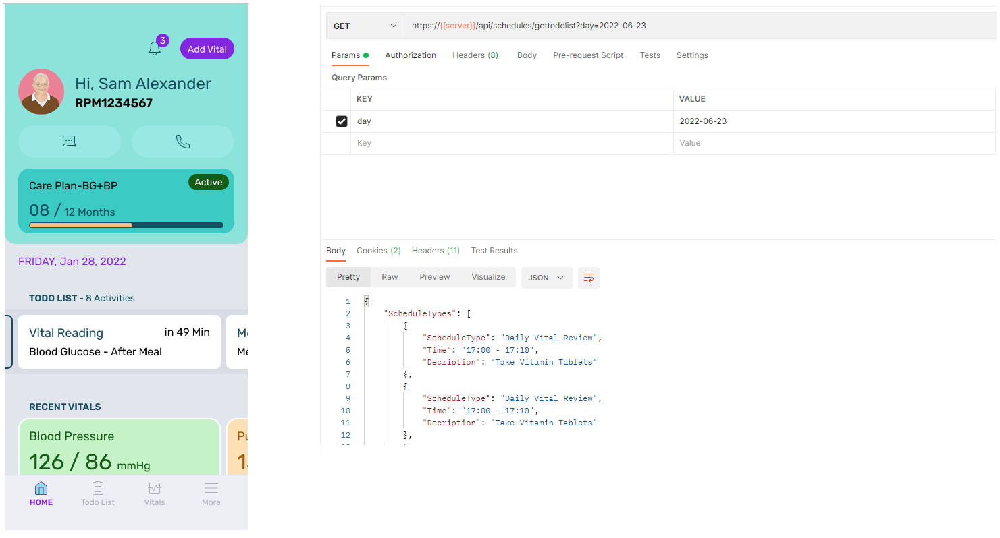 3
Add Vital
Hi, Sam Alexander
RPM1234567
Care Plan-BG+BP
Active
08 / 12 Months
FRIDAY, Jan 28, 2022
TODO LIST - 8 Activities
Vital Reading in 49 Min
Blood Glucose - After Meal
RECENT VITALS
Blood Pressure
126 / 86 mmHg
HOME Todo List Vitals More
GET https://{{server}}/api/schedules/gettodolist?day=2022-06-23
Params Authorization Headers (8) Body Pre-request Script Tests Settings
Query Params
KEY VALUE
day 2022-06-23
Key Value
Body Cookies (2) Headers (11) Test Results
Pretty Raw Preview Visualize JSON
1 {
2 "ScheduleTypes": [
3 {
4 "ScheduleType": "Daily Vital Review",
5 "Time": "17:00 - 17:10",
6 "Decription": "Take Vitamin Tablets"
7 },
8 {
9 "ScheduleType": "Daily Vital Review",
10 "Time": "17:00 - 17:10",
11 "Decription": "Take Vitamin Tablets"
12 },